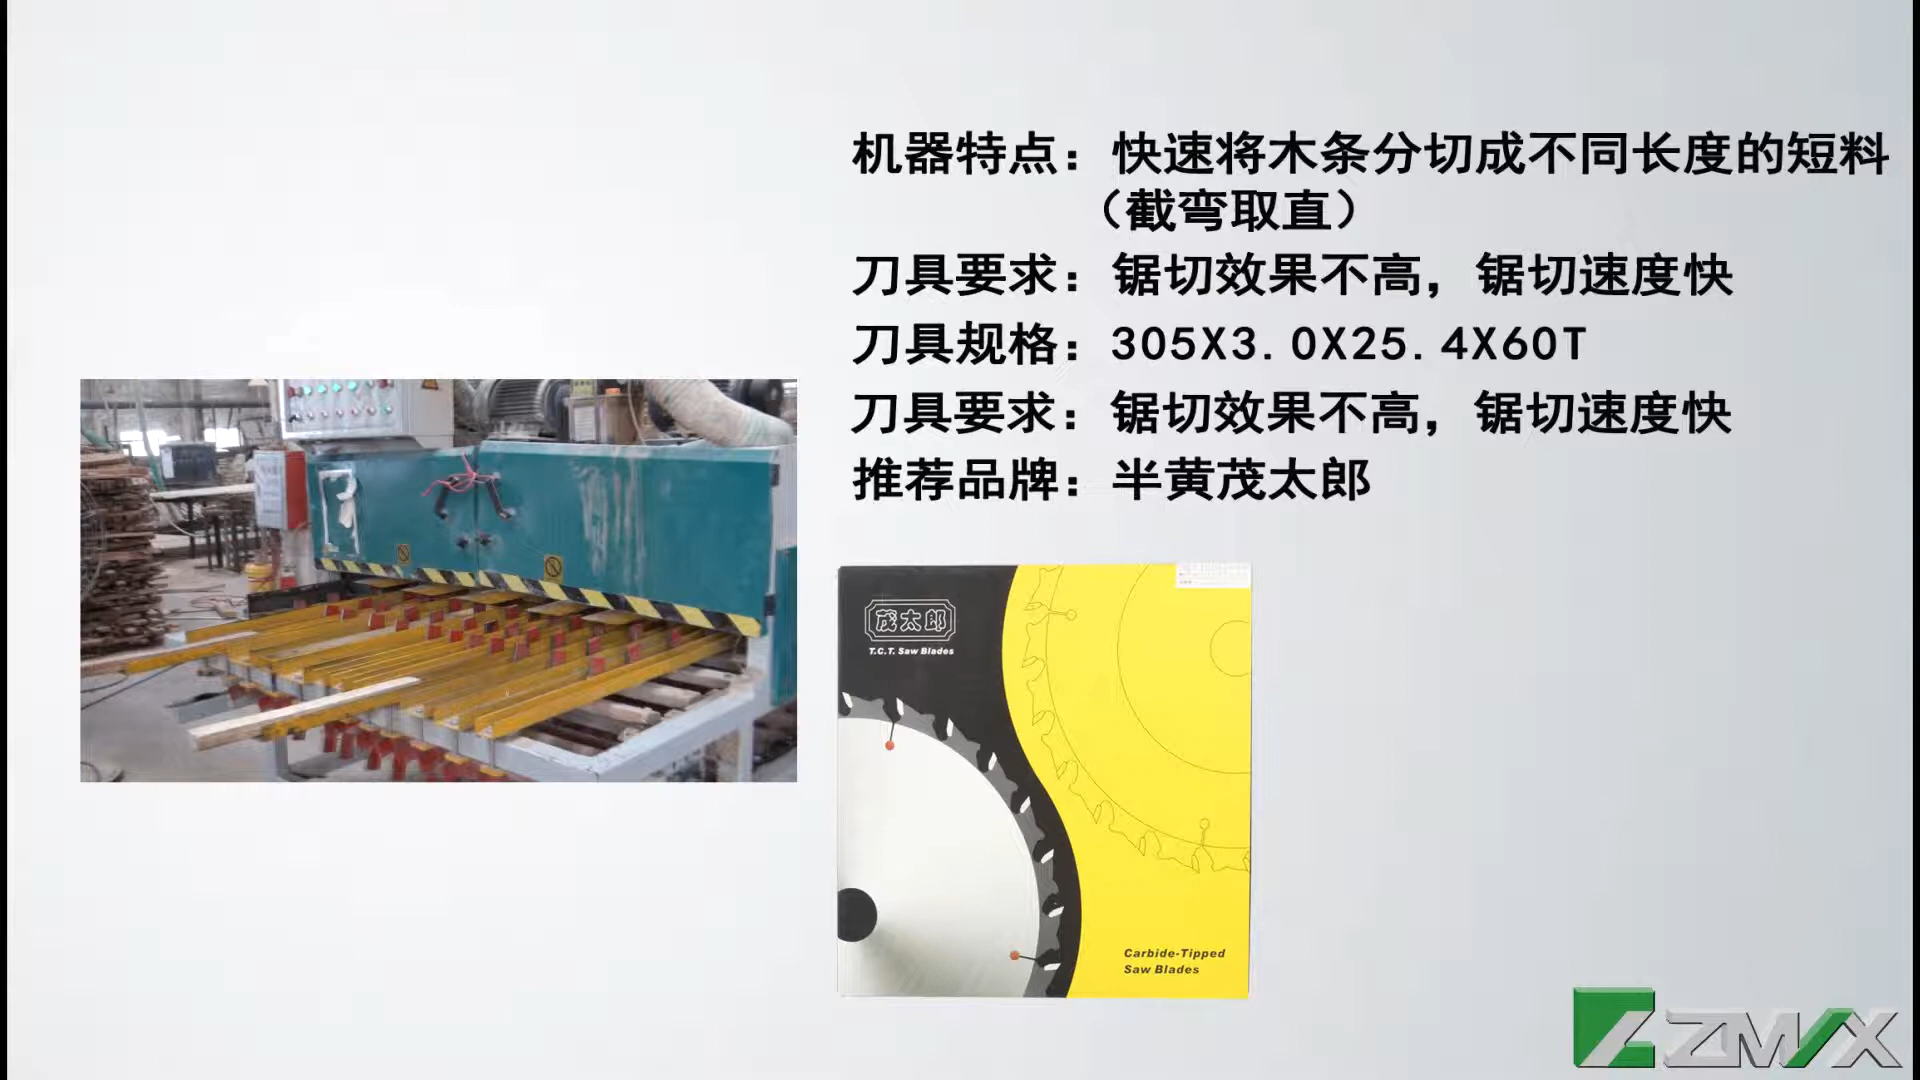 机器特点：快速将木条分切成不同长度的短料
（截弯取直）
刀具要求：锯切效果不高，锯切速度快
刀具规格：305X3.0X25.4X60T
刀具要求：锯切效果不高，锯切速度快
推荐品牌：半黄茂太郎
茂太郎
T.C.T. Saw Blades
Carbide-Tipped
Saw Blades
ZMX